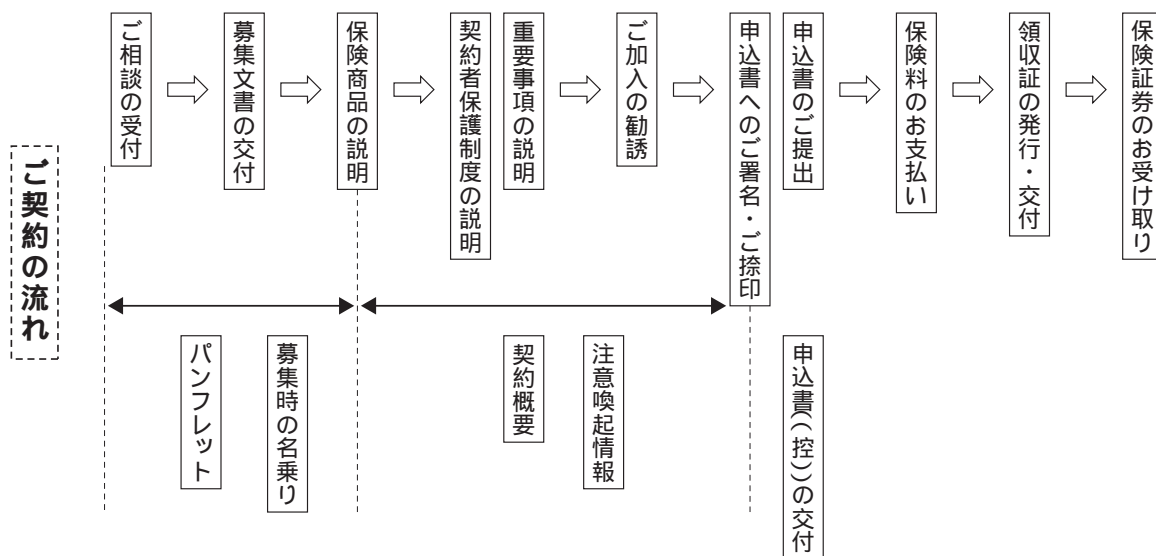 ご契約の流れ
ご相談の受付
募集文書の交付
保険商品の説明
契約者保護制度の説明
重要事項の説明
ご加入の勧誘
申込書へのご署名・ご捺印
申込書のご提出
保険料のお支払い
領収証の発行・交付
保険証券のお受け取り
パンフレット
募集時の名乗り
契約概要
注意喚起情報
申込書((控))の交付